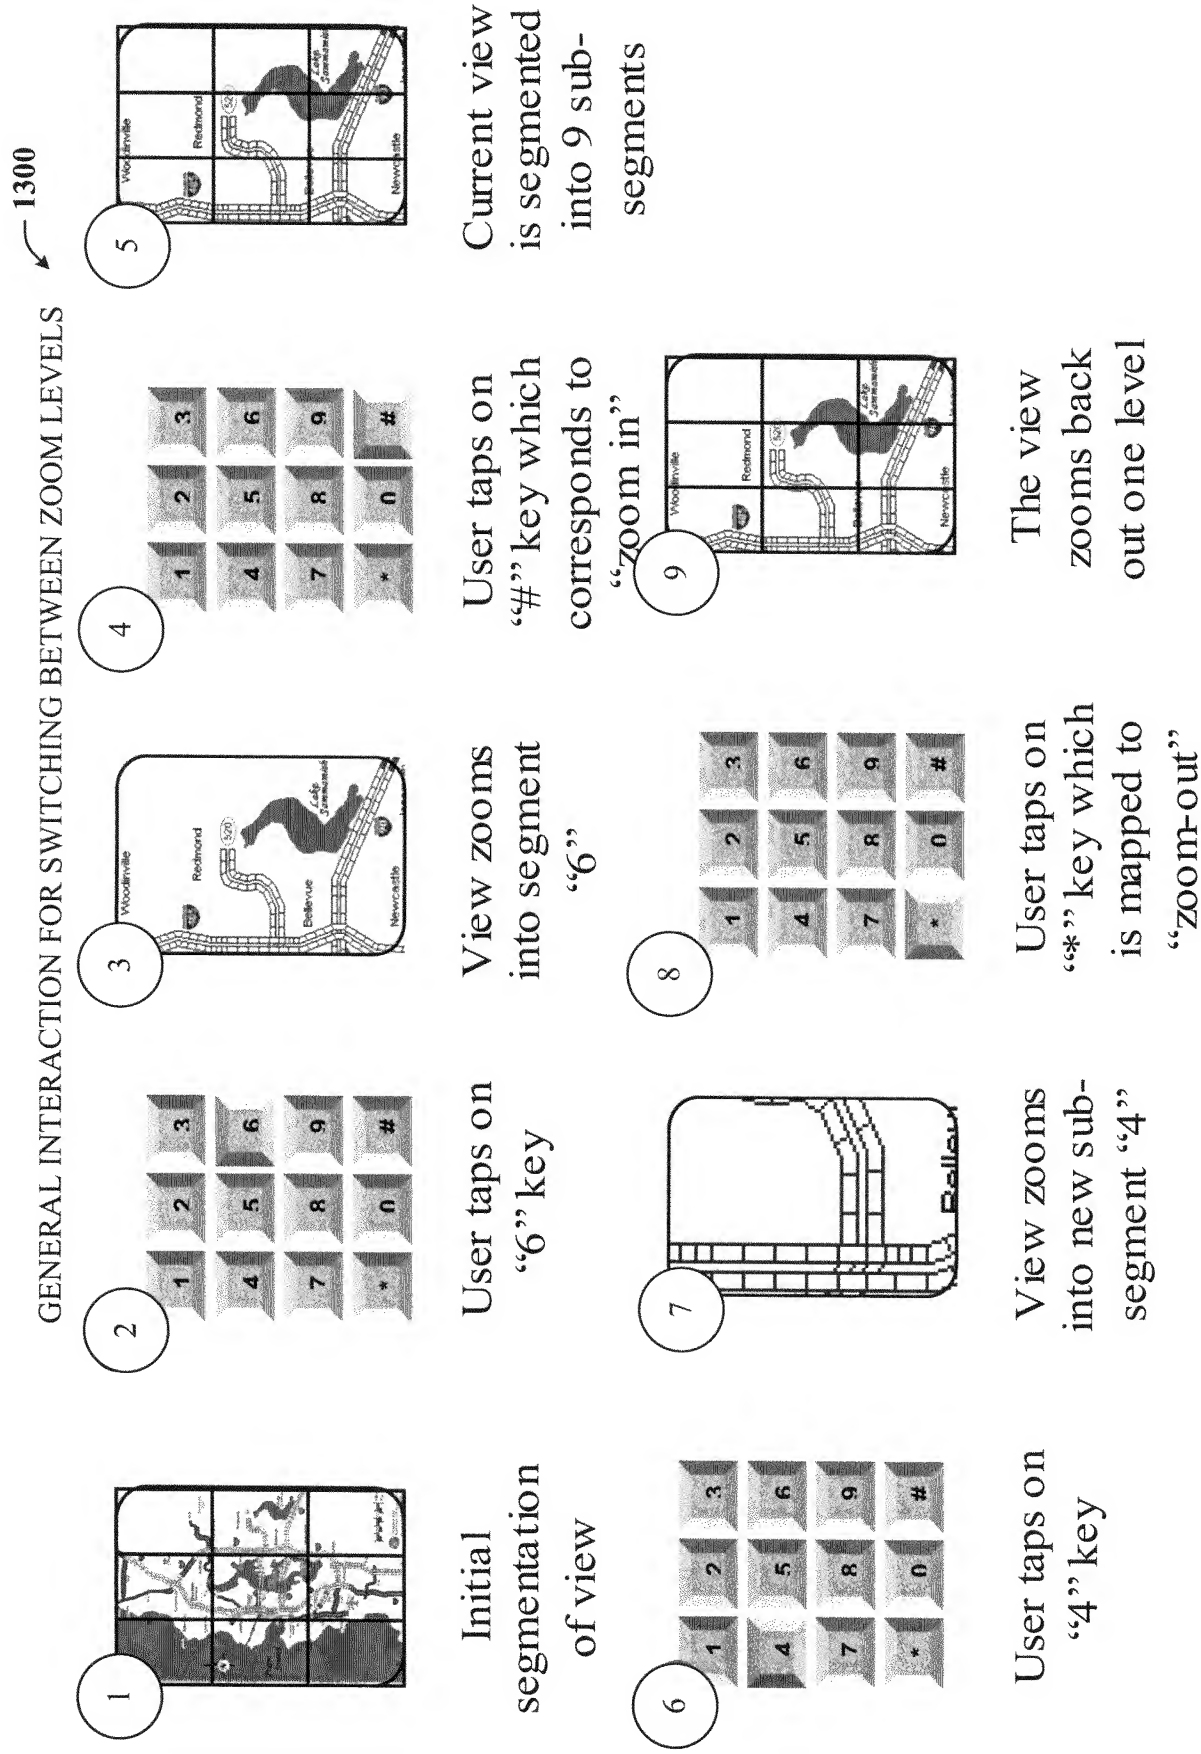 1300
GENERAL INTERACTION FOR SWITCHING BETWEEN ZOOM LEVELS
1
Initial
segmentation
of view
2
1 2 3
4 5 6
7 8 9
* 0 #
User taps on
“6” key
3
Woodinville
Redmond
520
Lake
Sammamish
Bellevue
Newcastle
View zooms
into segment
“6”
4
1 2 3
4 5 6
7 8 9
* 0 #
User taps on
“#” key which
corresponds to
“zoom in”
5
Woodinville
Redmond
520
Lake
Sammamish
Bellevue
Newcastle
Current view
is segmented
into 9 sub-
segments
6
1 2 3
4 5 6
7 8 9
* 0 #
User taps on
“4” key
7
View zooms
into new sub-
segment “4”
8
1 2 3
4 5 6
7 8 9
* 0 #
User taps on
“*” key which
is mapped to
“zoom-out”
9
Woodinville
Redmond
520
Lake
Sammamish
Bellevue
Newcastle
The view
zooms back
out one level